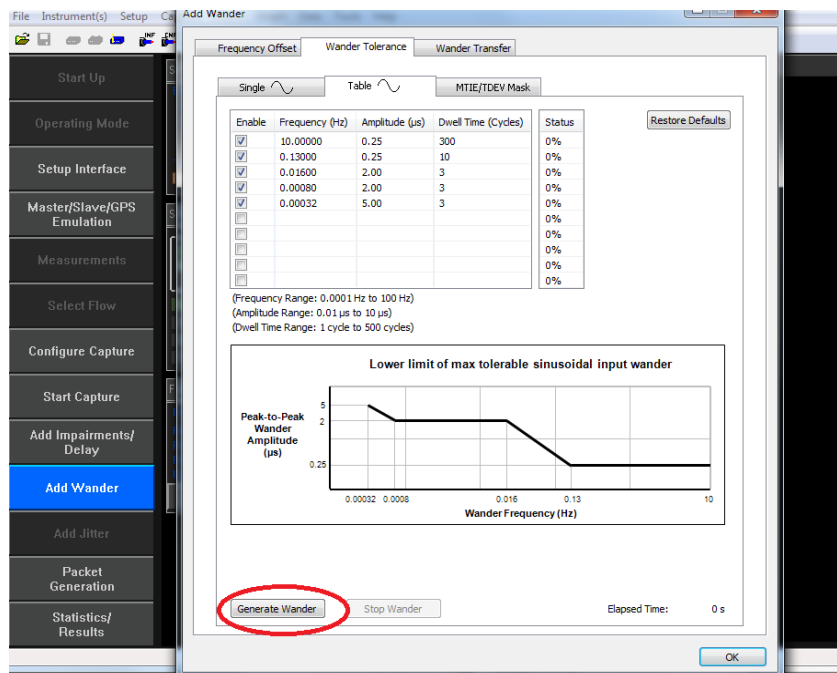 File Instrument(s) Setup
Add Wander
Start Up
Operating Mode
Setup Interface
Master/Slave/GPS
Emulation
Measurements
Select Flow
Configure Capture
Start Capture
Add Impairments/
Delay
Add Wander
Add Jitter
Packet
Generation
Statistics/
Results
Frequency Offset Wander Tolerance Wander Transfer
Single Table MTIE/TDEV Mask
Enable Frequency (Hz) Amplitude (µs) Dwell Time (Cycles) Status
Restore Defaults
10.00000 0.25 300 0%
0.13000 0.25 10 0%
0.01600 2.00 3 0%
0.00080 2.00 3 0%
0.00032 5.00 3 0%
0%
0%
0%
0%
0%
(Frequency Range: 0.0001 Hz to 100 Hz)
(Amplitude Range: 0.01 µs to 10 µs)
(Dwell Time Range: 1 cycle to 500 cycles)
Lower limit of max tolerable sinusoidal input wander
Peak-to-Peak
Wander
Amplitude
(µs)
5
2
0.25
0.00032 0.0008 0.016 0.13 10
Wander Frequency (Hz)
Generate Wander Stop Wander Elapsed Time: 0 s
OK